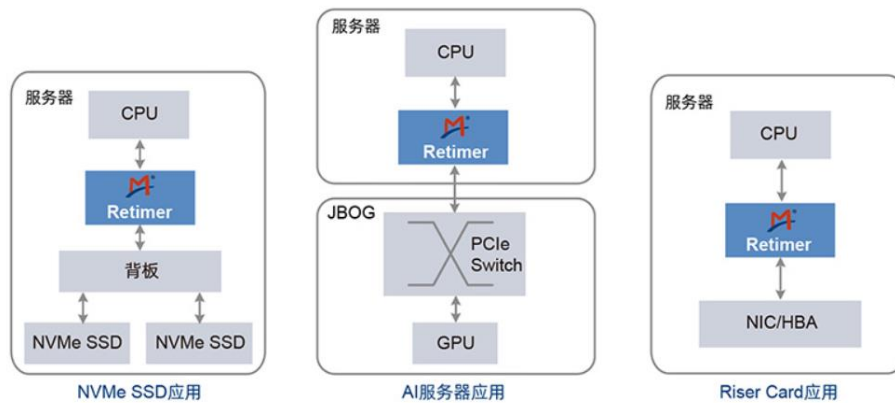 服务器
CPU
Retimer
背板
NVMe SSD
NVMe SSD
NVMe SSD应用
服务器
CPU
Retimer
JBOG
PCIe
Switch
GPU
AI服务器应用
服务器
CPU
Retimer
NIC/HBA
Riser Card应用